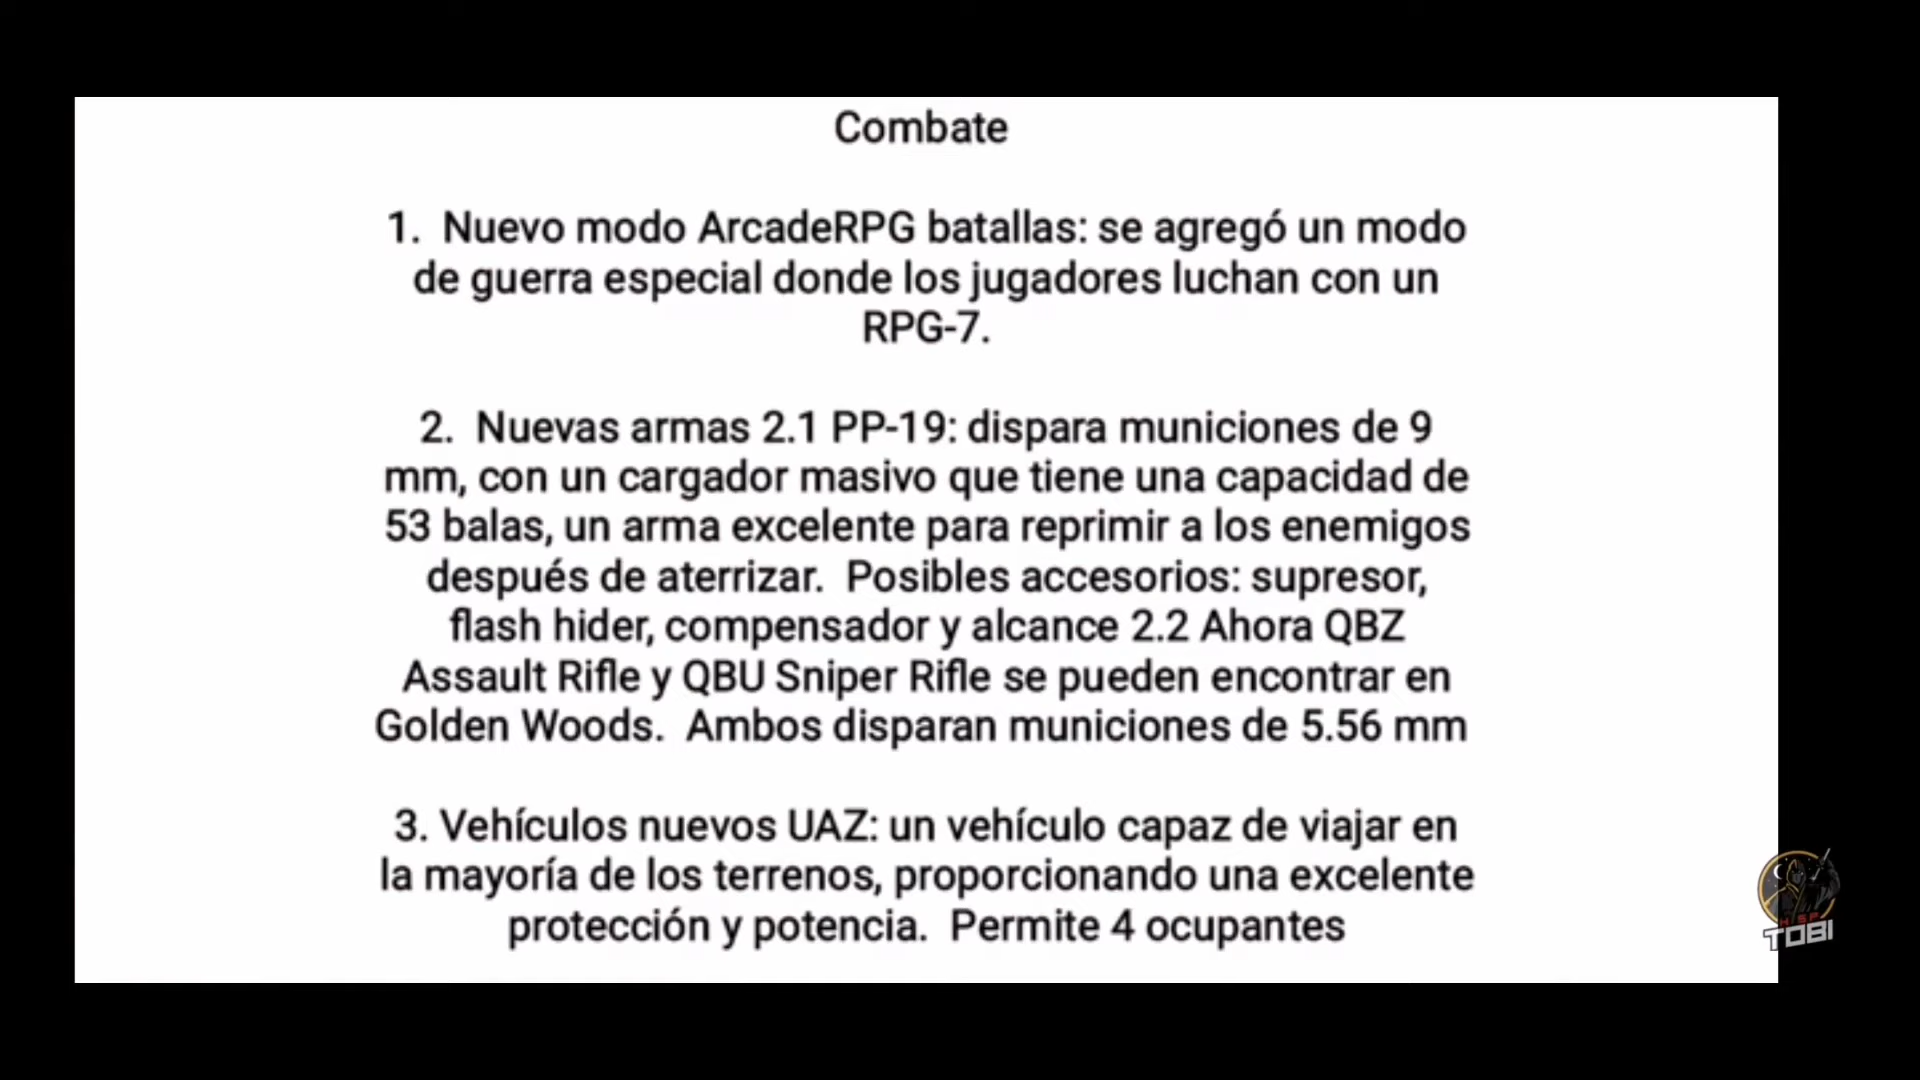 Combate
1. Nuevo modo ArcadeRPG batallas: se agregó un modo
de guerra especial donde los jugadores luchan con un
RPG-7.
2. Nuevas armas 2.1 PP-19: dispara municiones de 9
mm, con un cargador masivo que tiene una capacidad de
53 balas, un arma excelente para reprimir a los enemigos
después de aterrizar. Posibles accesorios: supresor,
flash hider, compensador y alcance 2.2 Ahora QBZ
Assault Rifle y QBU Sniper Rifle se pueden encontrar en
Golden Woods. Ambos disparan municiones de 5.56 mm
3. Vehículos nuevos UAZ: un vehículo capaz de viajar en
la mayoría de los terrenos, proporcionando una excelente
protección y potencia. Permite 4 ocupantes
H SP
TOBI